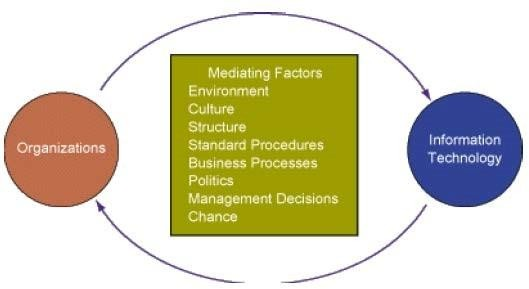 Organizations
Mediating Factors
Environment
Culture
Structure
Standard Procedures
Business Processes
Politics
Management Decisions
Chance
Information
Technology